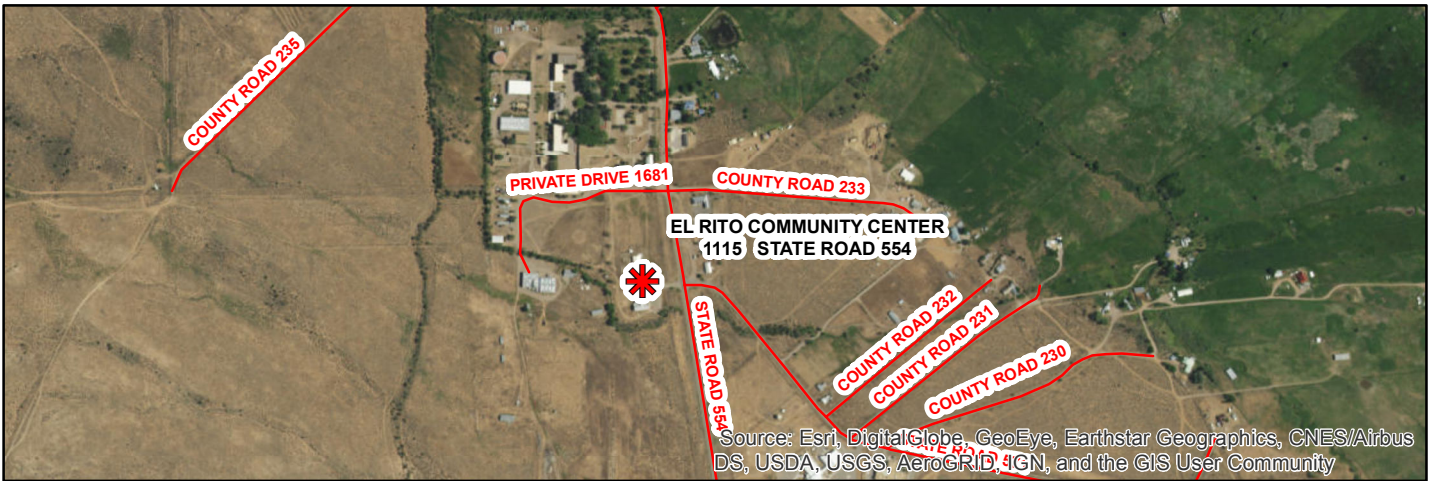 COUNTY ROAD 235
PRIVATE DRIVE 1681
COUNTY ROAD 233
EL RITO COMMUNITY CENTER
1115 STATE ROAD 554
STATE ROAD 554
COUNTY ROAD 232
COUNTY ROAD 231
COUNTY ROAD 230
STATE ROAD
Source: Esri, DigitalGlobe, GeoEye, Earthstar Geographics, CNES/Airbus
DS, USDA, USGS, AeroGRID, IGN, and the GIS User Community